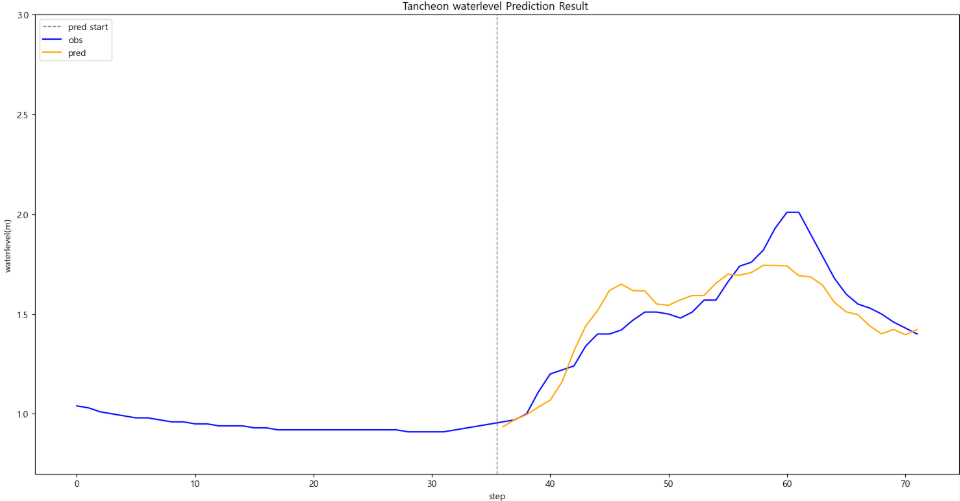 Tancheon waterlevel Prediction Result
3.0
2.5
2.0
1.5
1.0
waterlevel(m)
pred start
obs
pred
0 10 20 30 40 50 60 70
step